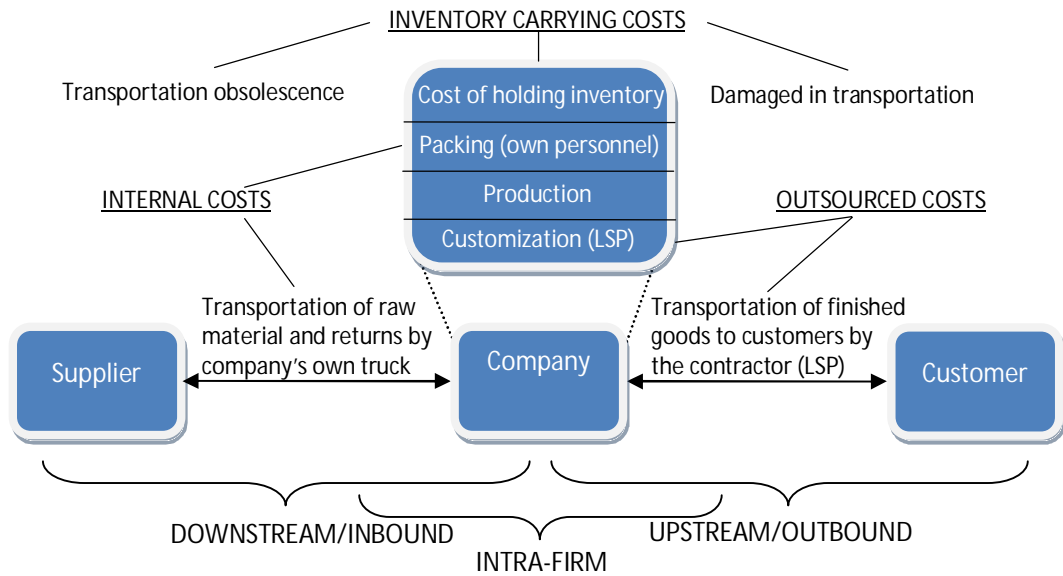 INVENTORY CARRYING COSTS
Transportation obsolescence
Cost of holding inventory
Damaged in transportation
Packing (own personnel)
INTERNAL COSTS
Production
OUTSOURCED COSTS
Customization (LSP)
Transportation of raw
material and returns by
company's own truck
Transportation of finished
goods to customers by
the contractor (LSP)
Supplier
Company
Customer
DOWNSTREAM/INBOUND
UPSTREAM/OUTBOUND
INTRA-FIRM